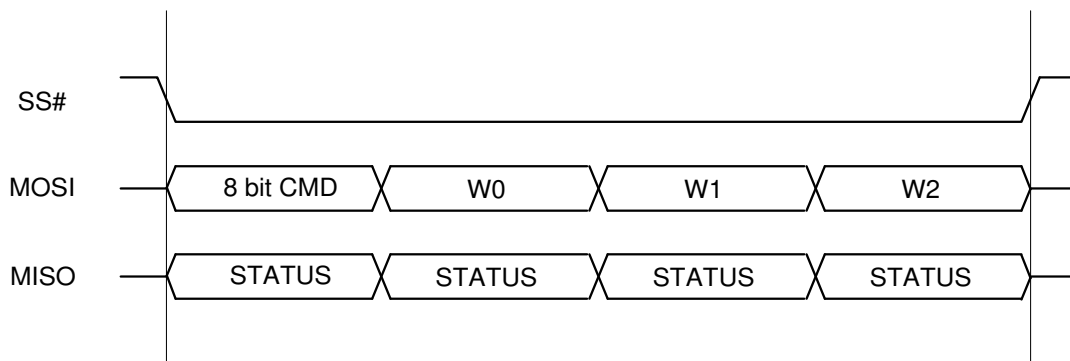 SS#
MOSI 8 bit CMD W0 W1 W2
MISO STATUS STATUS STATUS STATUS